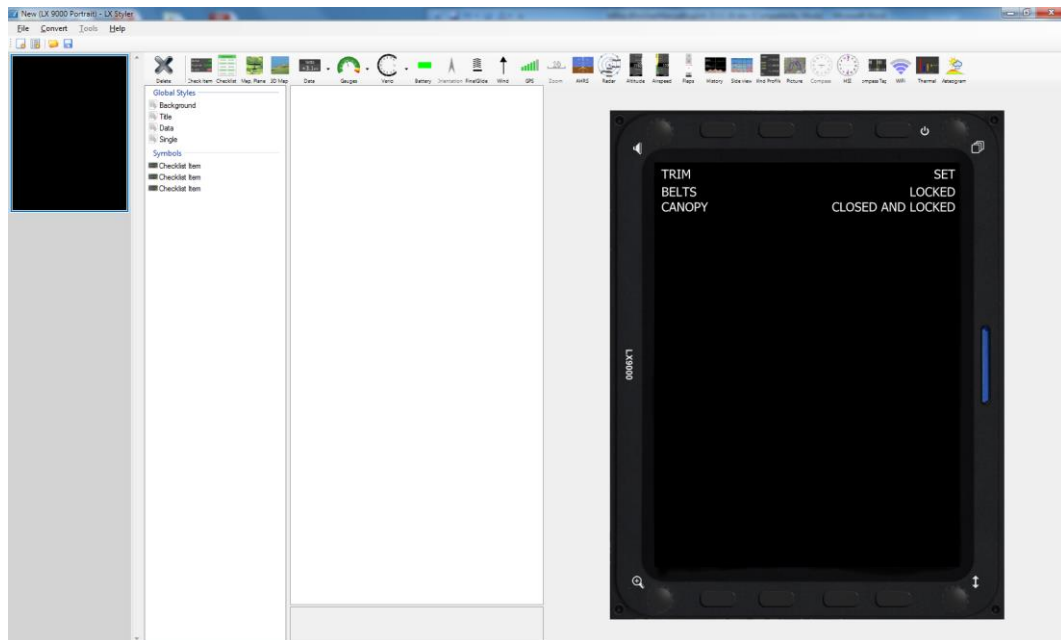 New (LX 9000 Portrait) - LX Styler
File Convert Tools Help
Delete Check Item Checklist Map, Plane 3D Map Data Gauges Vario Battery Orientation FinalGlide Wind GPS Zoom AHRS Radar Altitude Airspeed Flaps History Side view Wind Profile Picture Compass HSI WiFi Thermal
Global Styles
Background
Title
Data
Single
Symbols
Checklist Item
Checklist Item
Checklist Item
TRIM SET
BELTS LOCKED
CANOPY CLOSED AND LOCKED
LX9000